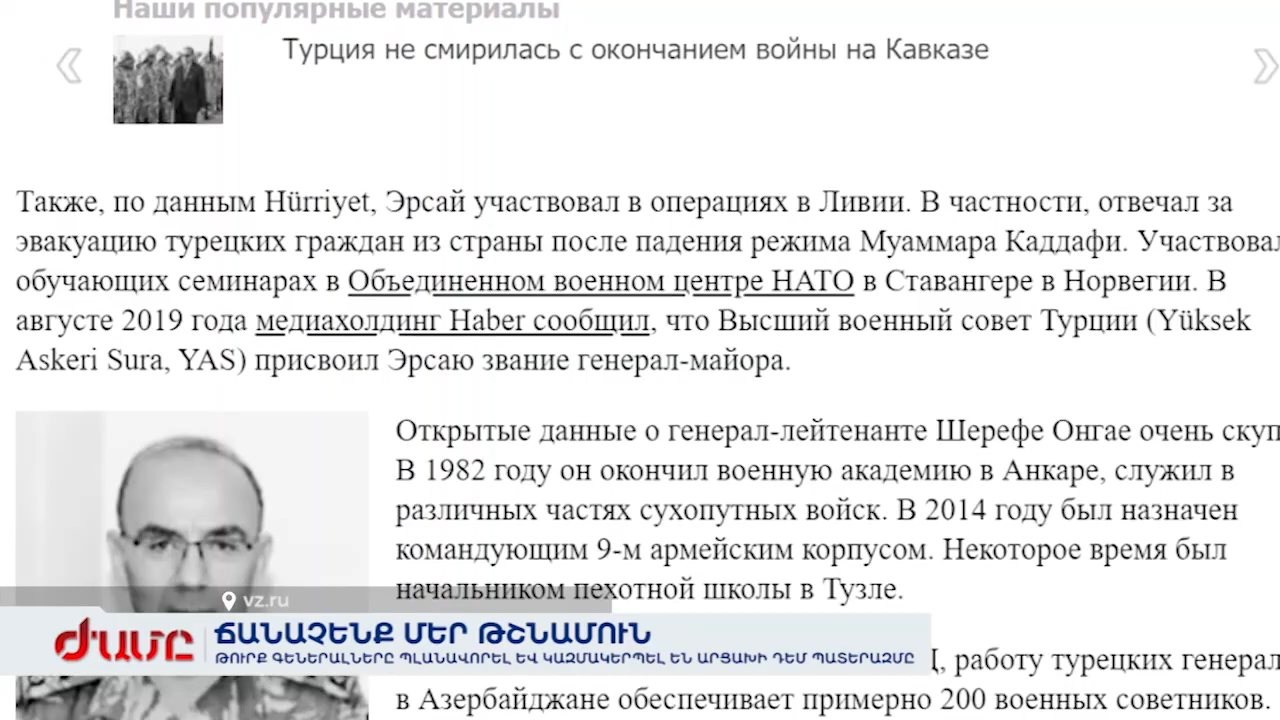 Наши популярные материалы
Турция не смирилась с окончанием войны на Кавказе
Также, по данным Hürriyet, Эрсай участвовал в операциях в Ливии. В частности, отвечал за
эвакуацию турецких граждан из страны после падения режима Муаммара Каддафи. Участвовал
обучающих семинарах в Объединенном военном центре НАТО в Ставангере в Норвегии. В
августе 2019 года медиахолдинг Haber сообщил, что Высший военный совет Турции (Yüksek
Askeri Sura, YAS) присвоил Эрсаю звание генерал-майора.
Открытые данные о генерал-лейтенанте Шерефе Онгае очень скуп
В 1982 году он окончил военную академию в Анкаре, служил в
различных частях сухопутных войск. В 2014 году был назначен
командующим 9-м армейским корпусом. Некоторое время был
начальником пехотной школы в Тузле.
vz.ru
ԺԱՄԸ
ՃԱՆԱՉԵՆՔ ՄԵՐ ԹՇՆԱՄՈՒՆ
ԹՈՒՐՔ ԳԵՆԵՐԱԼՆԵՐԸ ՊԼԱՆԱՎՈՐԵԼ ԵՎ ԿԱԶՄԱԿԵՐՊԵԼ ԵՆ ԱՐՑԱԽԻ ԴԵՄ ՊԱՏԵՐԱԶՄԸ
, работу турецких генерал
в Азербайджане обеспечивает примерно 200 военных советников.